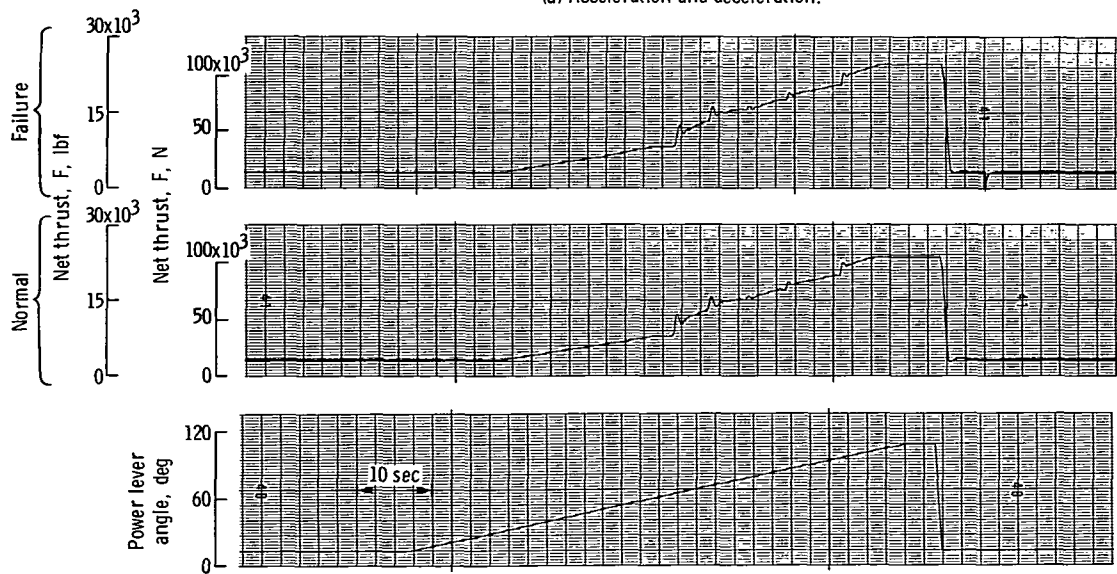 (a) Acceleration and deceleration.
Failure
Net thrust, F, lbf
30x10³
15
0
Net thrust, F, N
100x10³
50
0
Normal
30x10³
15
0
100x10³
50
0
Power lever
angle, deg
120
60
0
10 sec